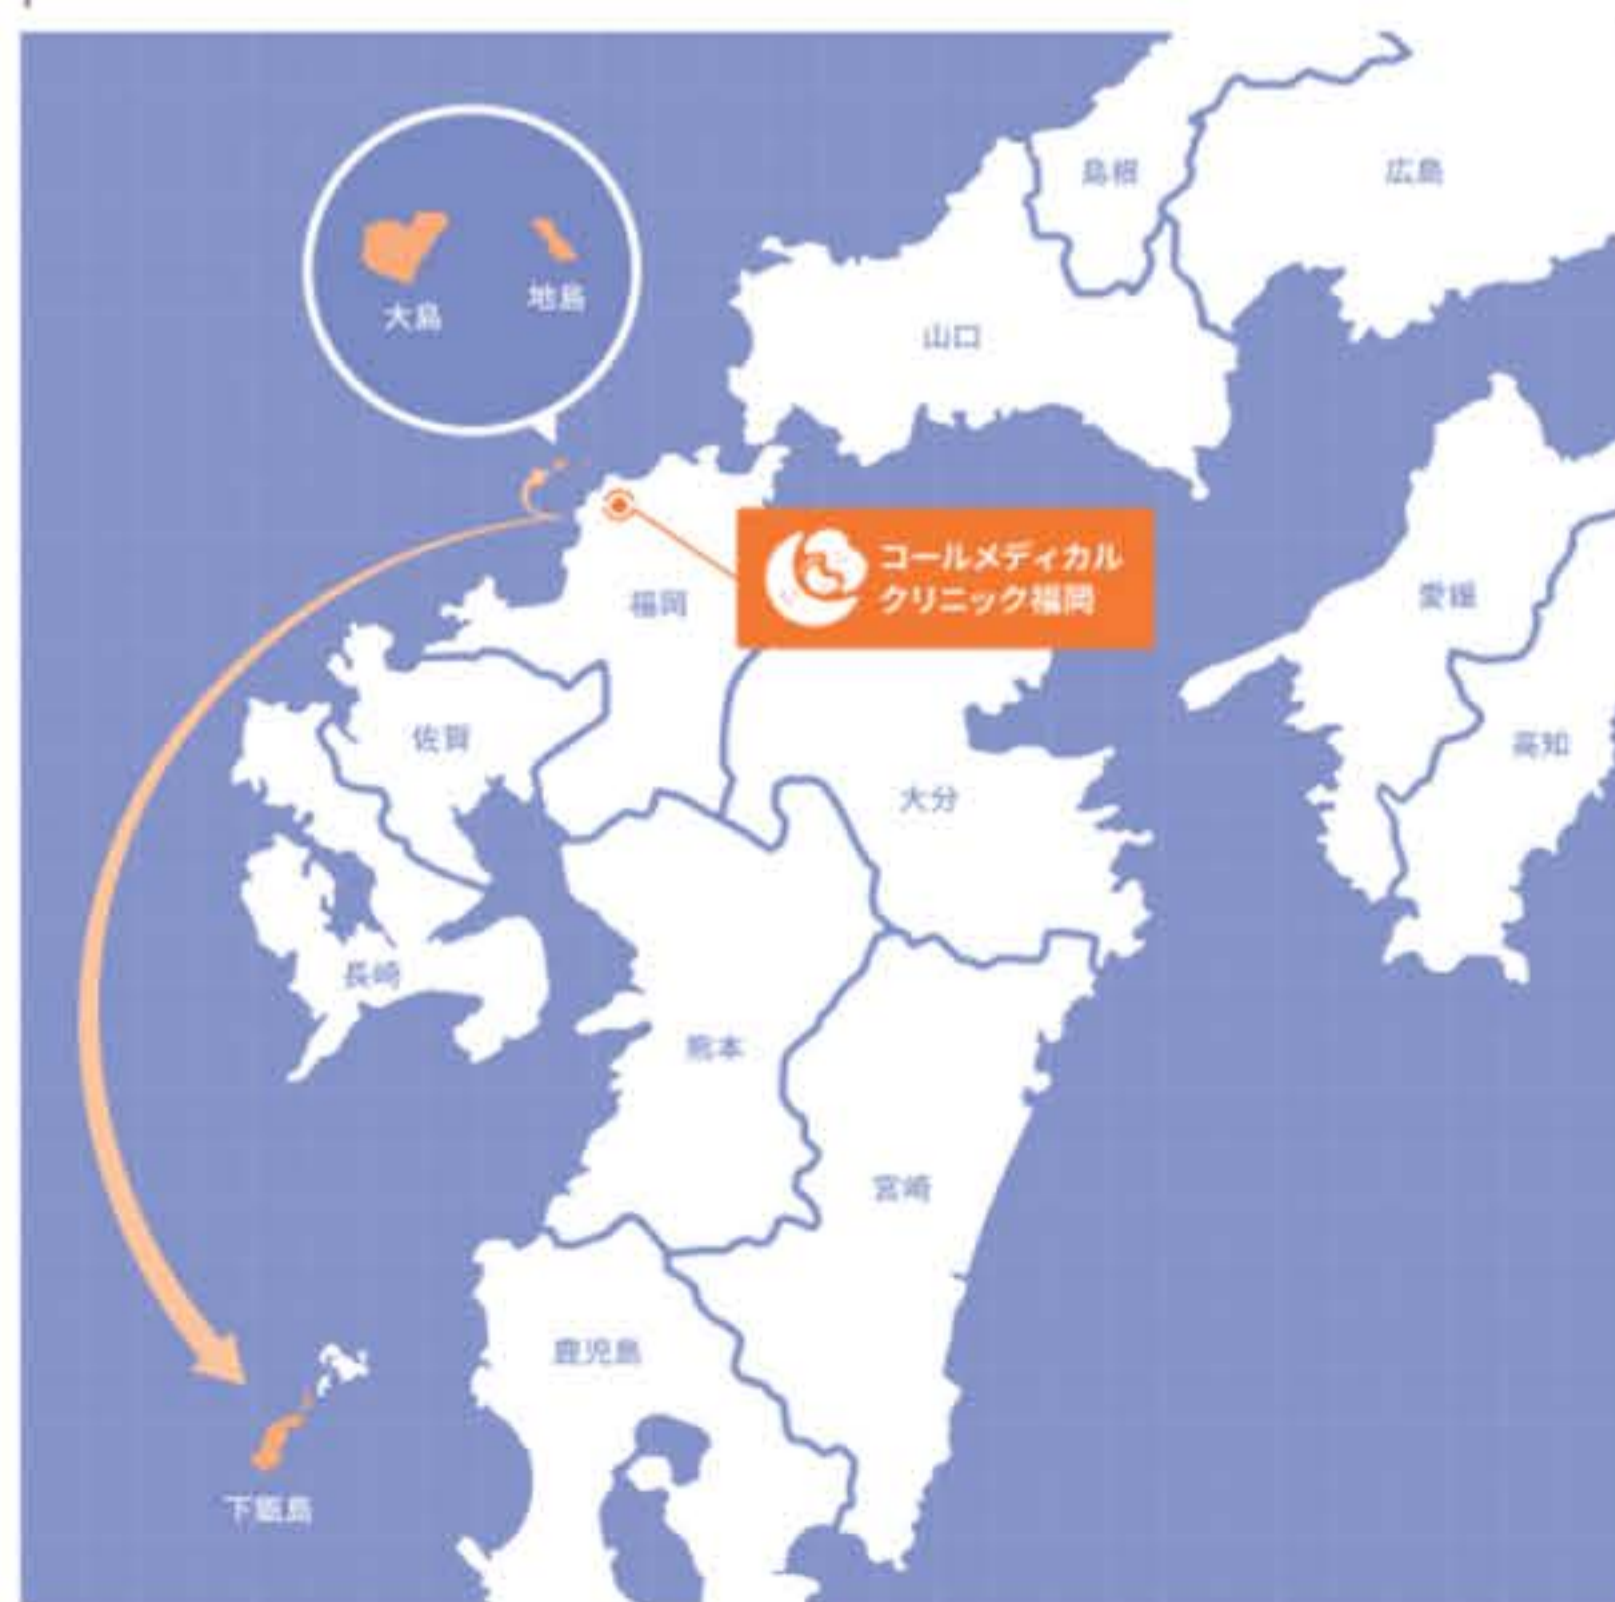 島根
広島
大島
地島
山口
コールメディカル
クリニック福岡
福岡
愛媛
佐賀
高知
大分
長崎
熊本
宮崎
鹿児島
下甑島